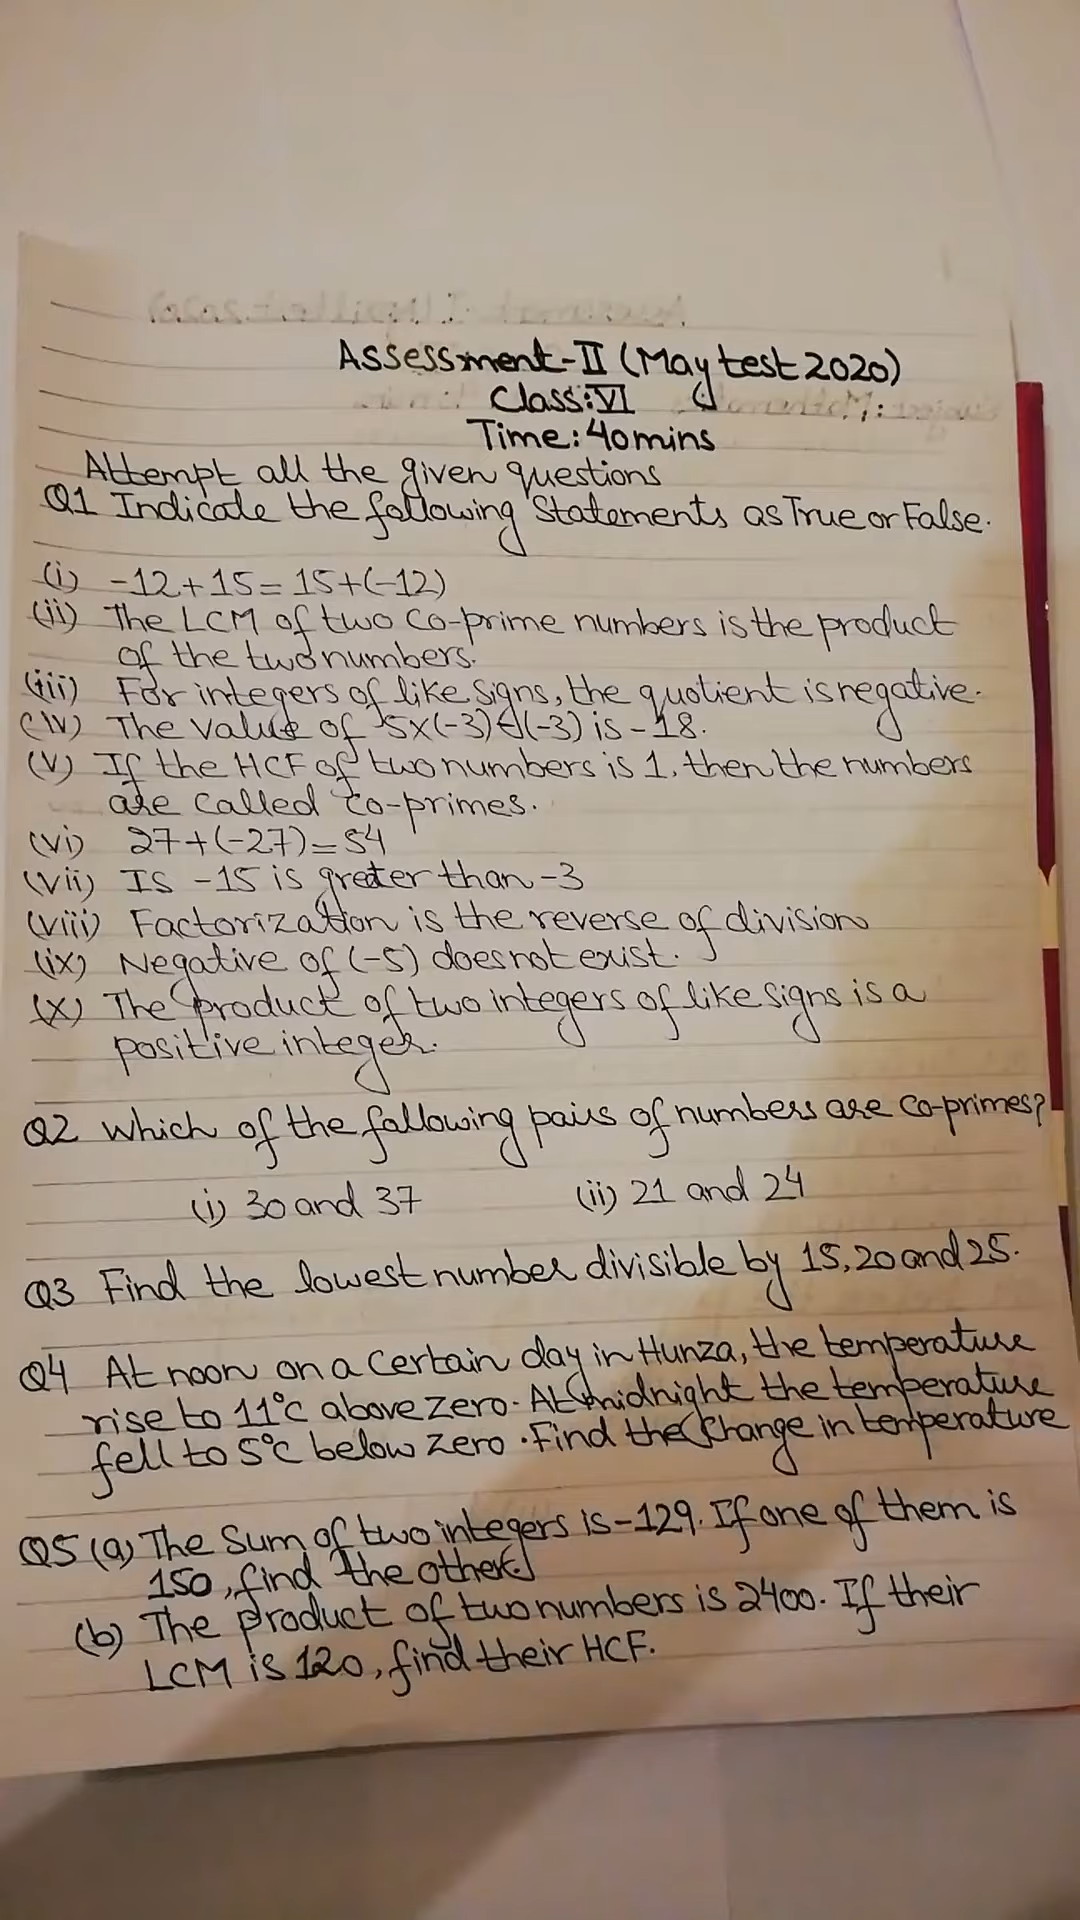 Assessment-II (May test 2020)
Class:VI
Time: 40mins
Attempt all the given questions
Q1 Indicate the following Statements as True or False.
(i) -12+15=15+(-12)
(ii) The LCM of two co-prime numbers is the product
of the two numbers.
(iii) For integers of like signs, the quotient is negative.
(iv) The value of 5x(-3) (-3) is -18.
(v) If the HCF of two numbers is 1, then the numbers
are called co-primes.
(vi) 27+(-27)=54
(vii) Is -15 is greater than -3
(viii) Factorization is the reverse of division
(ix) Negative of (-5) does not exist.
(x) The product of two integers of like signs is a
positive integer.
Q2 which of the following pairs of numbers are co-primes?
(i) 30 and 37 (ii) 21 and 24
Q3 Find the lowest number divisible by 15, 20 and 25.
Q4 At noon on a certain day in Hunza, the temperature
rise to 11°c above zero. At midnight the temperature
fell to 5°c below zero. Find the change in temperature
Q5 (a) The Sum of two integers is -129. If one of them is
150, find the other.
(b) The product of two numbers is 2400. If their
LCM is 120, find their HCF.